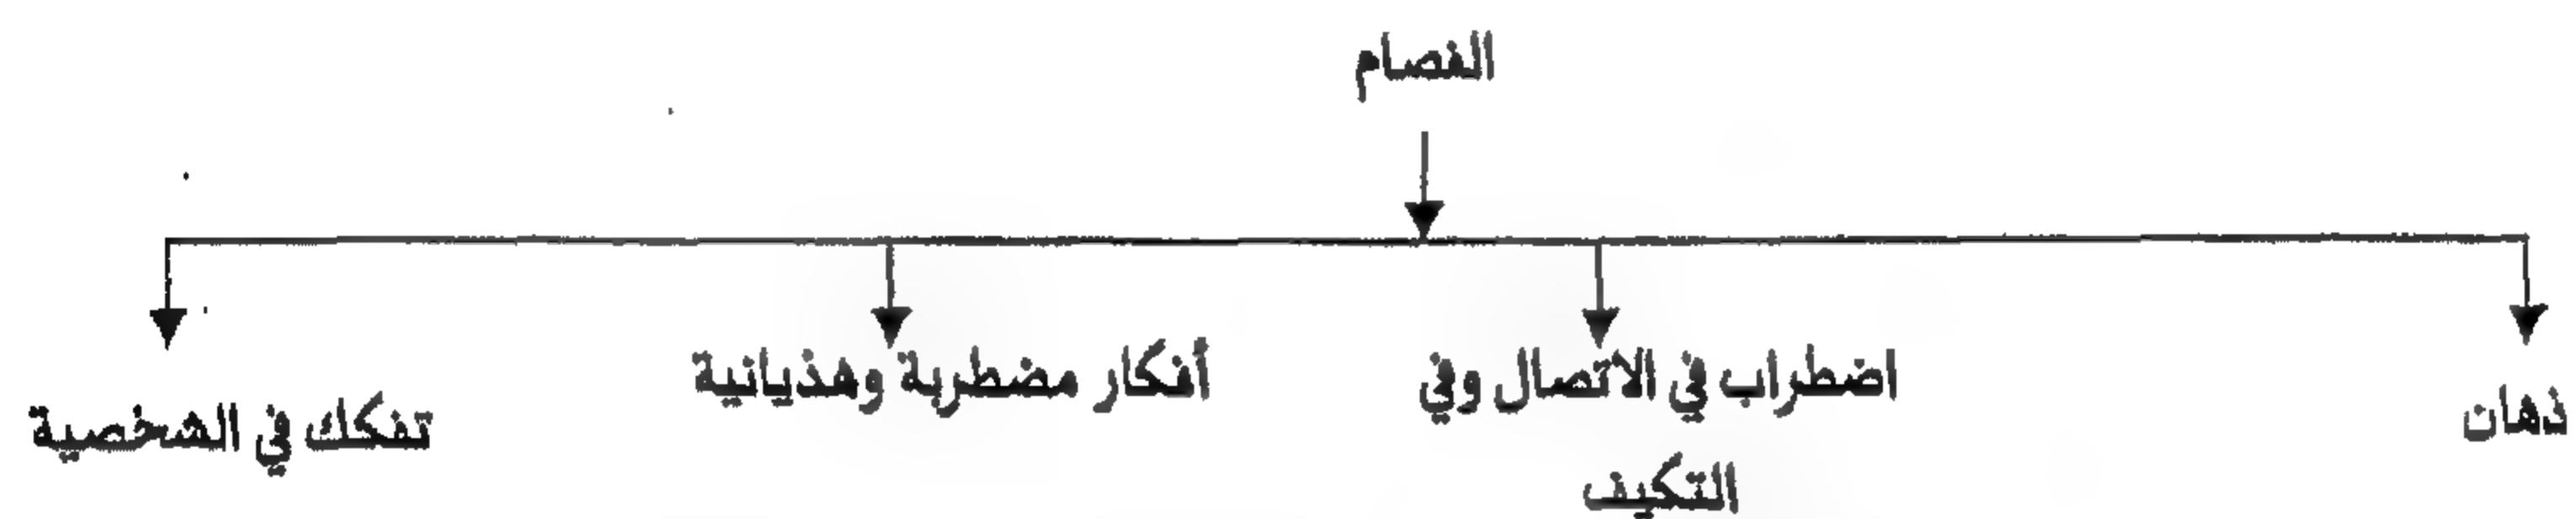 الفصام
ذهان
اضطراب في الاتصال وفي
التكيف
أفكار مضطربة وهذيانية
تفكك في الشخصية